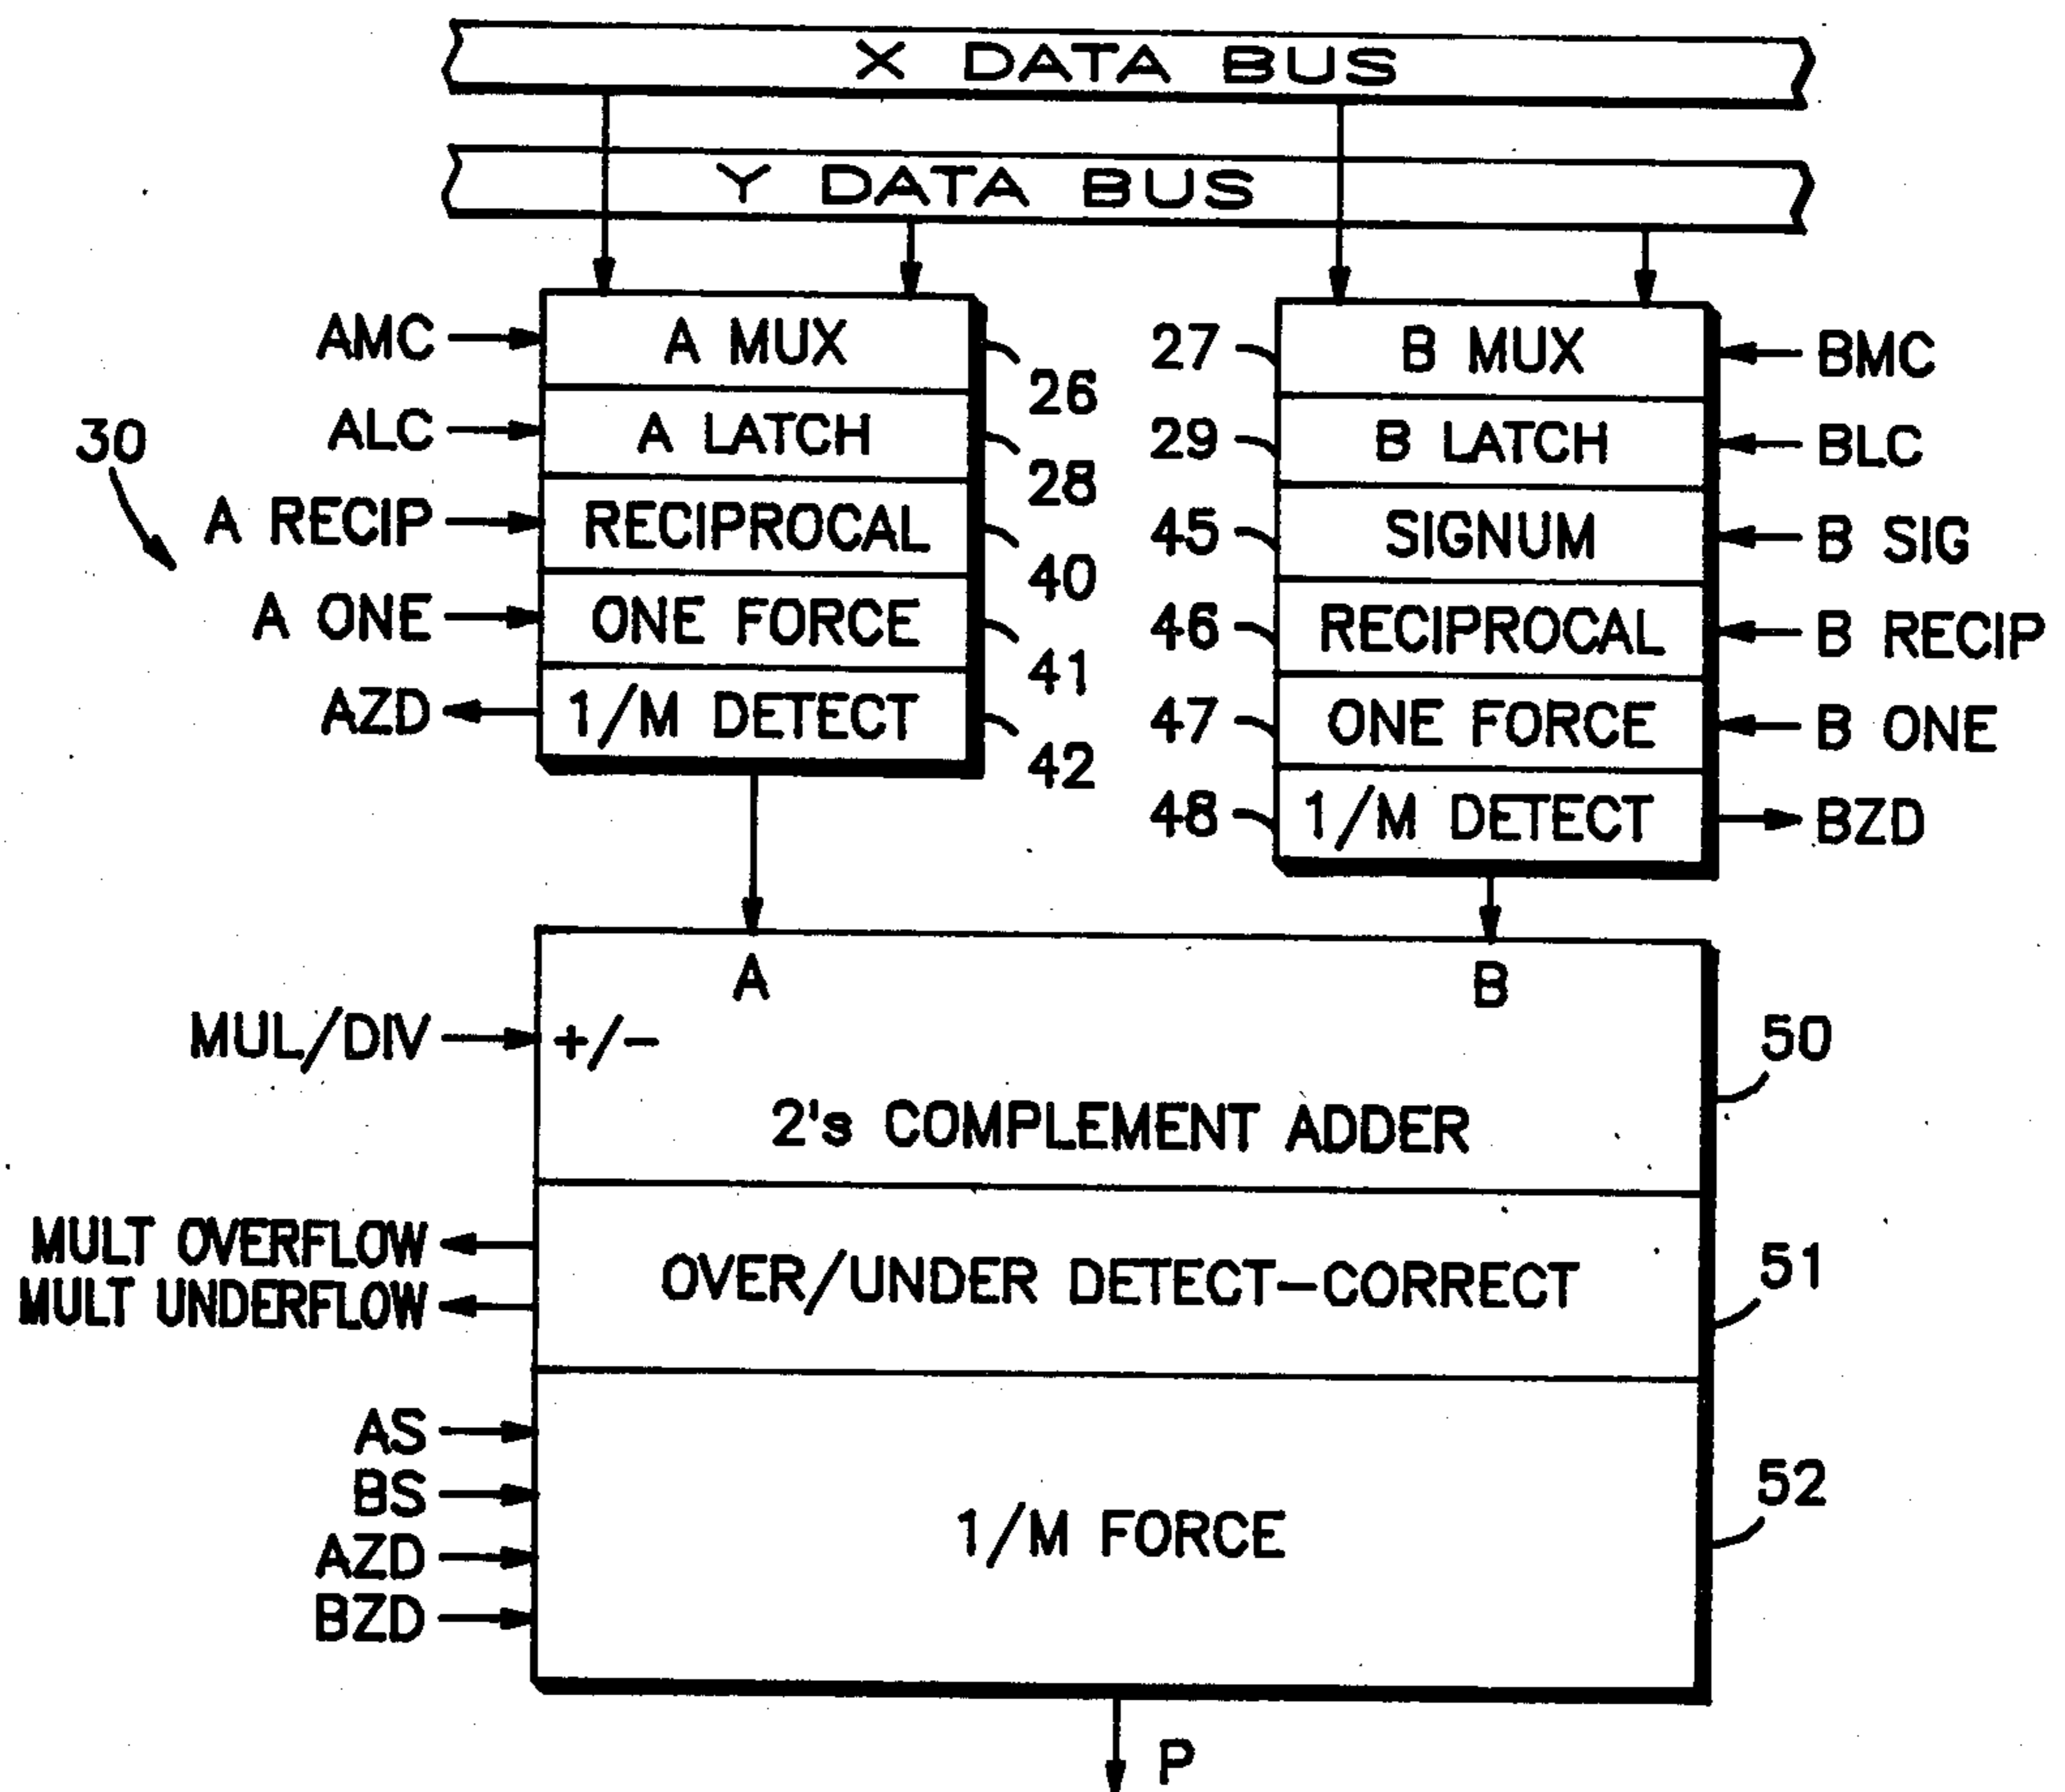 X DATA BUS
Y DATA BUS
30
AMC
A MUX
26
ALC
A LATCH
28
A RECIP
RECIPROCAL
40
A ONE
ONE FORCE
41
AZD
1/M DETECT
42
27
B MUX
BMC
29
B LATCH
BLC
45
SIGNUM
B SIG
46
RECIPROCAL
B RECIP
47
ONE FORCE
B ONE
48
1/M DETECT
BZD
A
B
MUL/DIV
+/-
50
2's COMPLEMENT ADDER
MULT OVERFLOW
MULT UNDERFLOW
OVER/UNDER DETECT-CORRECT
51
AS
BS
AZD
BZD
1/M FORCE
52
P